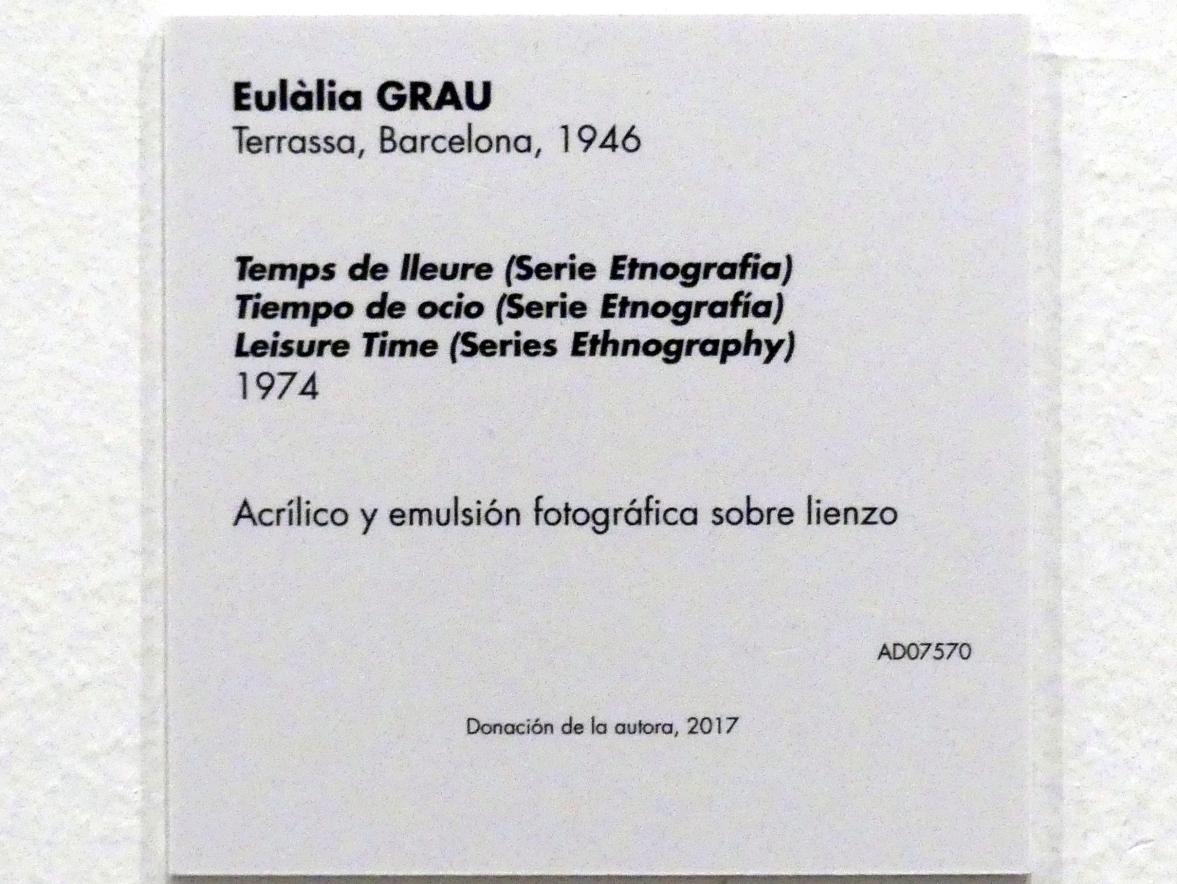 Eulàlia GRAU
Terrassa, Barcelona, 1946
Temps de lleure (Serie Etnografia)
Tiempo de ocio (Serie Etnografía)
Leisure Time (Series Ethnography)
1974
Acrílico y emulsión fotográfica sobre lienzo
AD07570
Donación de la autora, 2017